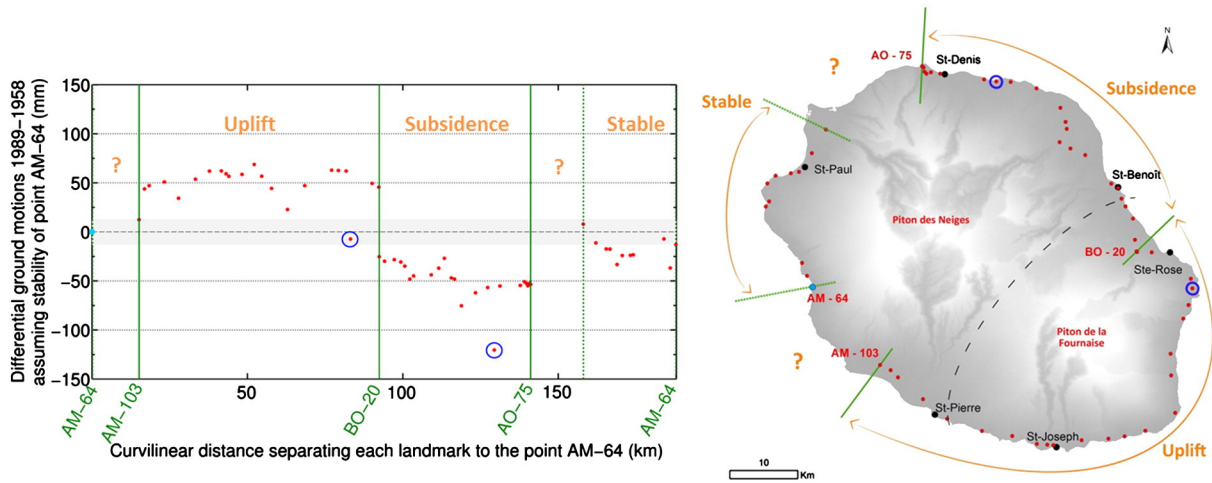 Differential ground motions 1989−1958
assuming stability of point AM−64 (mm)
150
100
50
0
−50
−100
−150
?
Uplift
Subsidence
?
Stable
50
100
150
AM−64
AM−103
BO−20
AO−75
AM−64
Curvilinear distance separating each landmark to the point AM−64 (km)
N
AO - 75
St-Denis
?
Subsidence
Stable
St-Paul
St-Benoît
Piton des Neiges
BO - 20
Ste-Rose
AM - 64
Piton de la
Fournaise
AM - 103
?
St-Pierre
St-Joseph
Uplift
10
Km